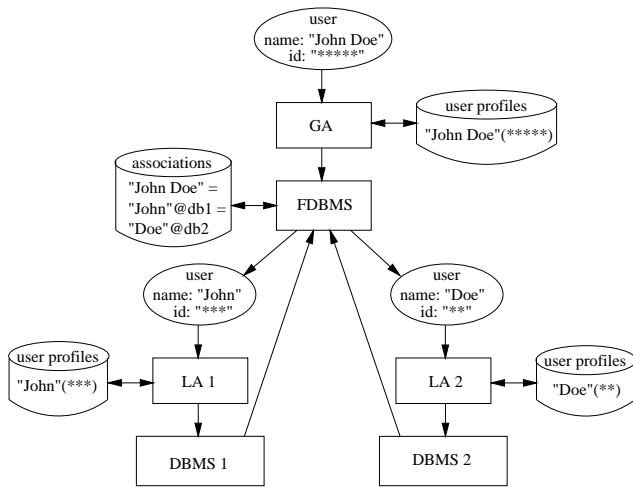 user
name: "John Doe"
id: "*****"
GA
user profiles
"John Doe"(*****)
associations
"John Doe" =
"John"@db1 =
"Doe"@db2
FDBMS
user
name: "John"
id: "***"
user
name: "Doe"
id: "**"
user profiles
"John"(***)
LA 1
LA 2
user profiles
"Doe"(**)
DBMS 1
DBMS 2